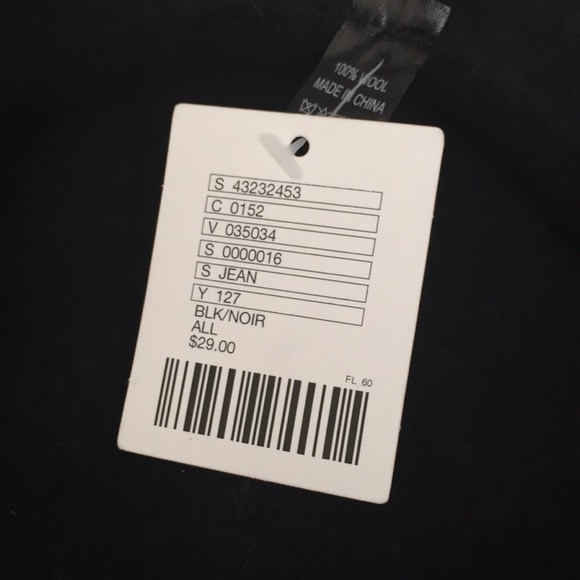 100% WOOL
MADE IN CHINA
S 43232453
C 0152
V 035034
S 0000016
S JEAN
Y 127
BLK/NOIR
ALL
$29.00
FL 60